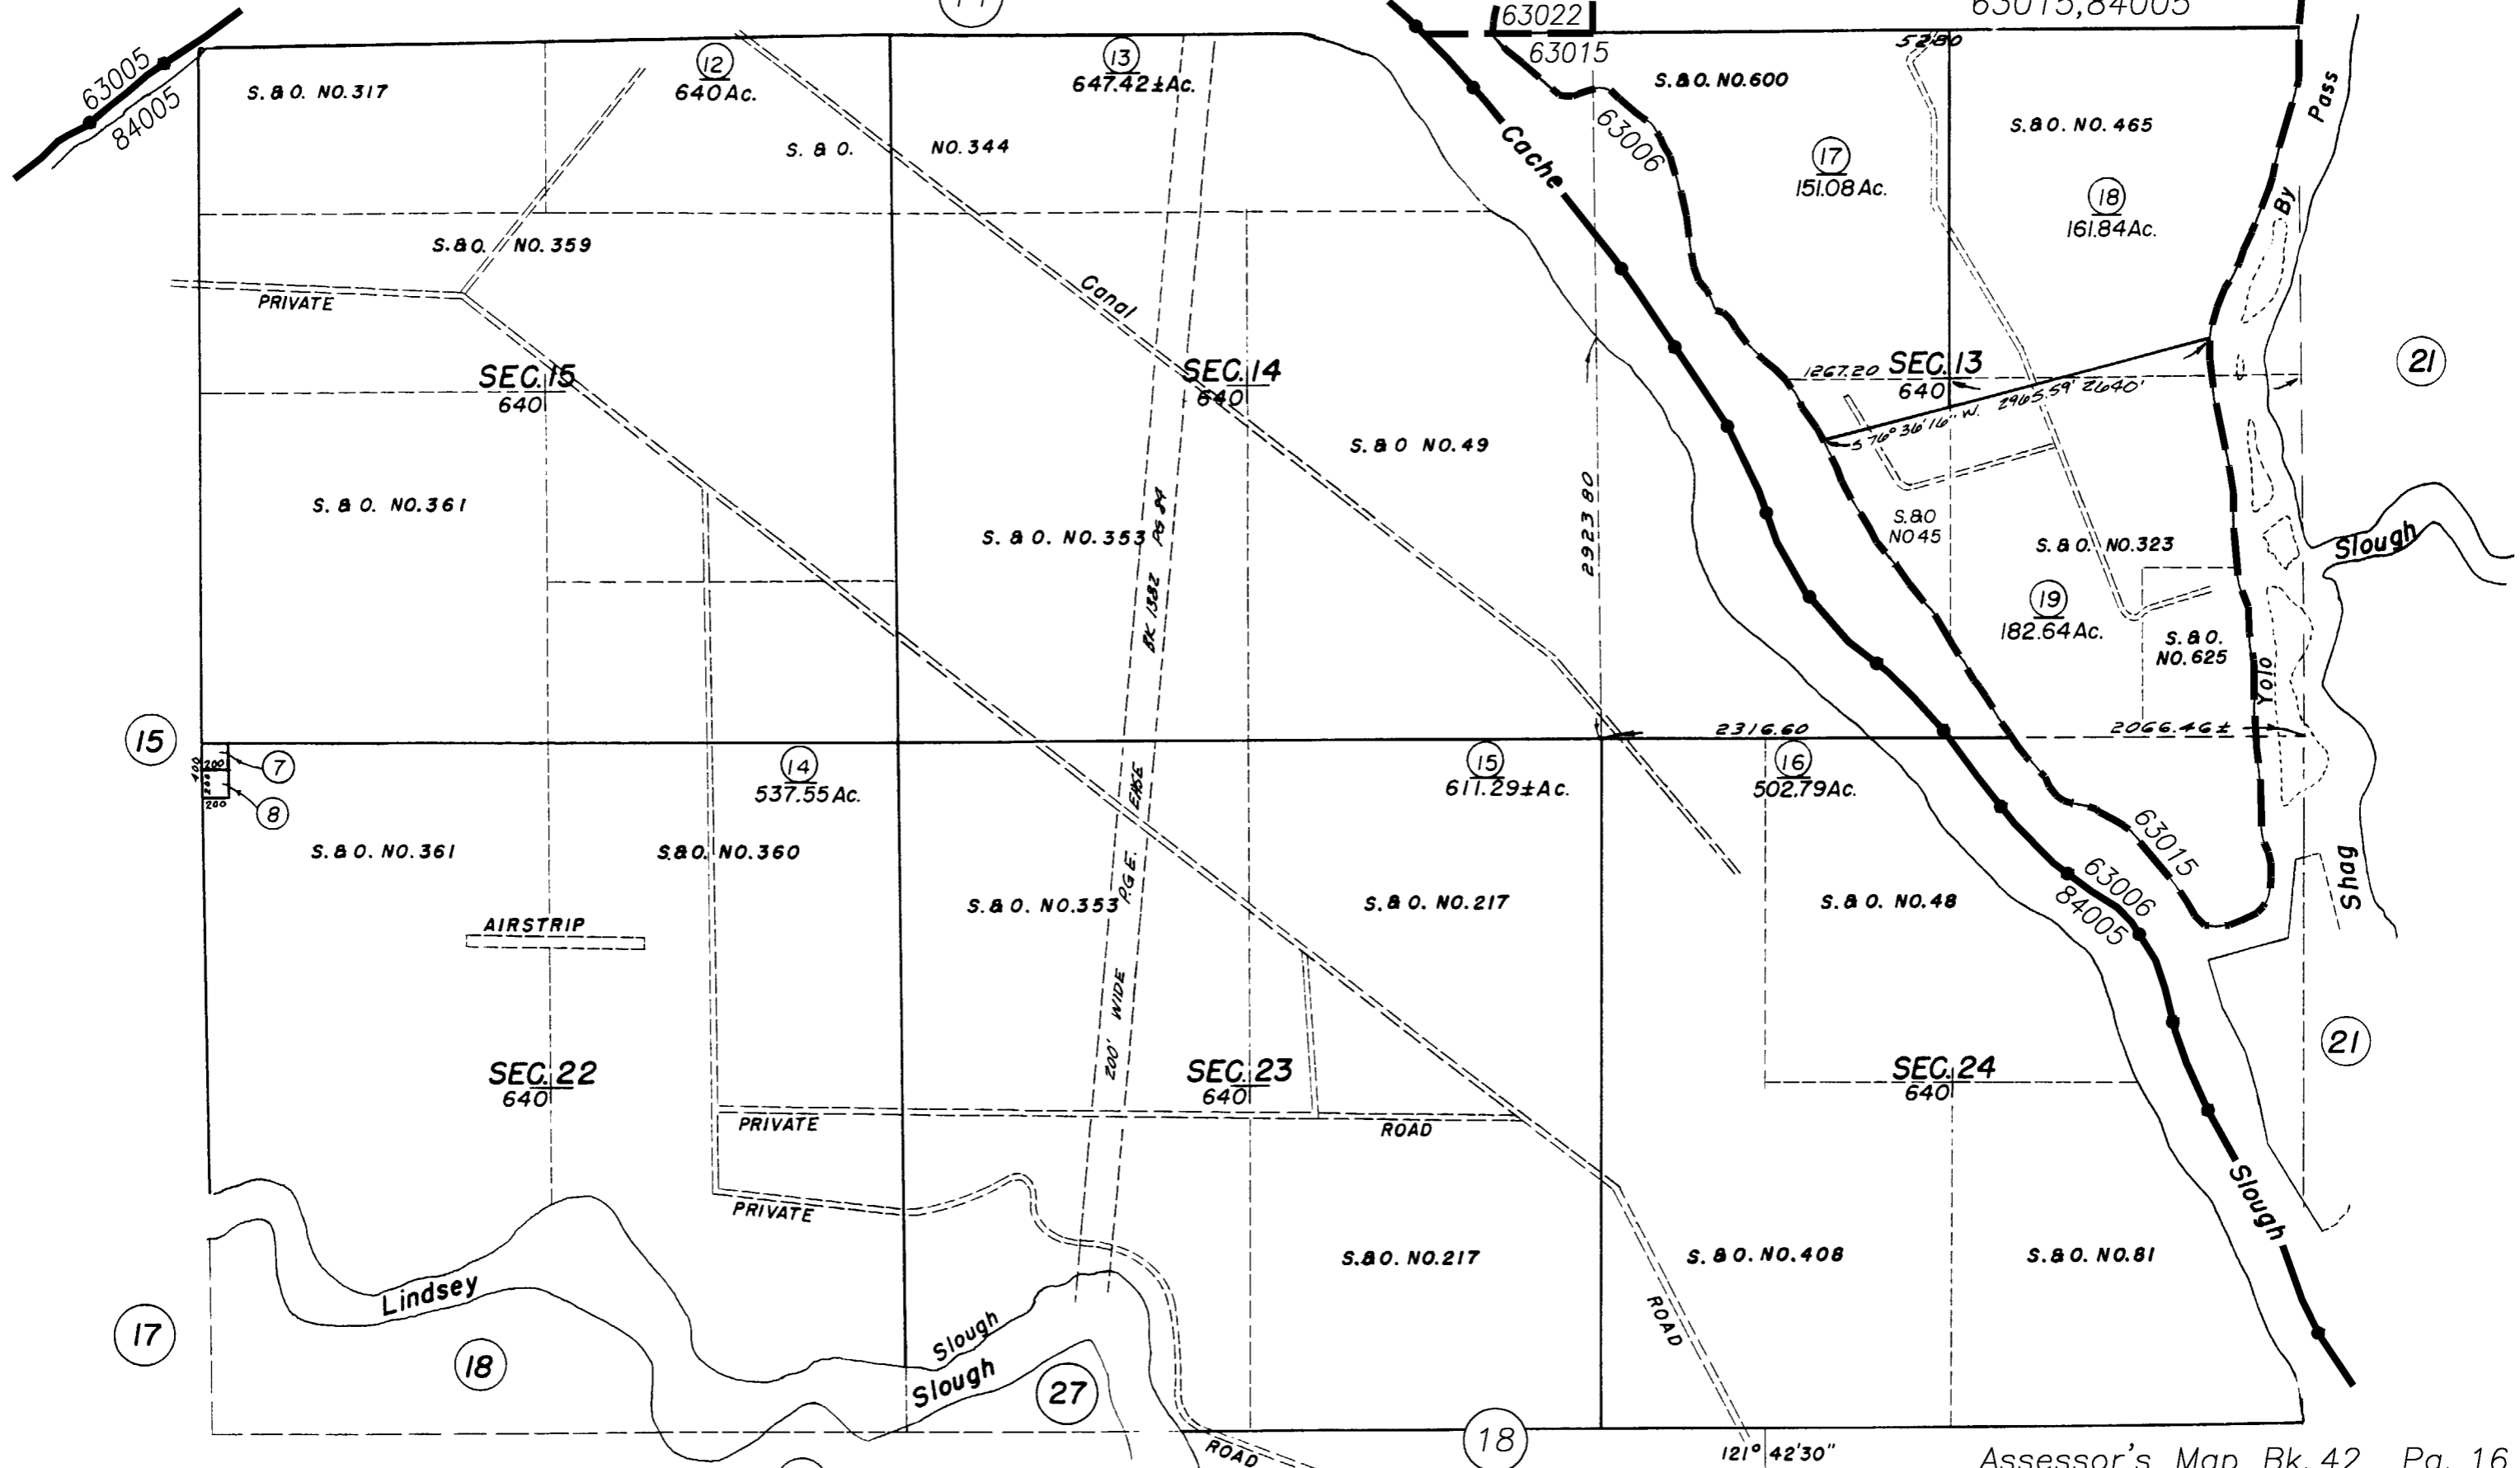 63022
63015,84005
63015
5280
63005
84005
S. & O. NO. 317
12
640 Ac.
13
647.42±Ac.
S. & O. NO. 344
S. & O. NO. 600
S. & O. NO. 465
Cache
63006
17
151.08 Ac.
18
161.84 Ac.
By Pass
S. & O. NO. 359
PRIVATE
Canal
SEC. 15
640
SEC. 14
640
1267.20
SEC. 13
640
S 76° 36' 16" W. 2965.59' 2640'
21
S. & O. NO. 361
S. & O NO. 49
S. & O. NO. 353
BK 1382 PG 84
2923 80
S. & O NO 45
S. & O. NO. 323
Slough
19
182.64 Ac.
S. & O.
NO. 625
Yolo
15
2316.60
2066.46±
400
200
200
200
7
8
14
537.55 Ac.
15
611.29±Ac.
16
502.79 Ac.
63015
63006
84005
Shag
S. & O. NO. 361
S. & O. NO. 360
S. & O. NO. 353
200' WIDE P.G E. EASE
S. & O. NO. 217
S. & O. NO. 48
AIRSTRIP
SEC. 22
640
SEC. 23
640
SEC. 24
640
21
PRIVATE ROAD
PRIVATE
S. & O. NO. 217
S. & O. NO. 408
S. & O. NO. 81
Slough
Lindsey
Slough
Slough
ROAD
17
18
27
18
ROAD
121° 42'30"
Assessor's Map Bk. 42 Pg. 16